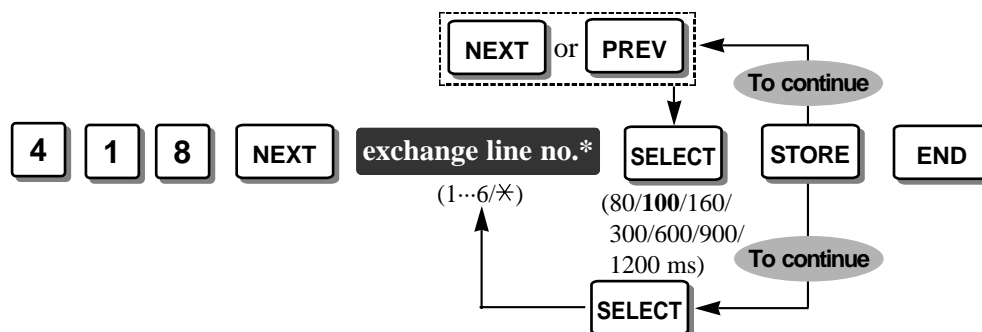 NEXT or PREV
To continue
4 1 8 NEXT exchange line no.* SELECT STORE END
(1···6/✳)
(80/100/160/
300/600/900/
1200 ms)
To continue
SELECT